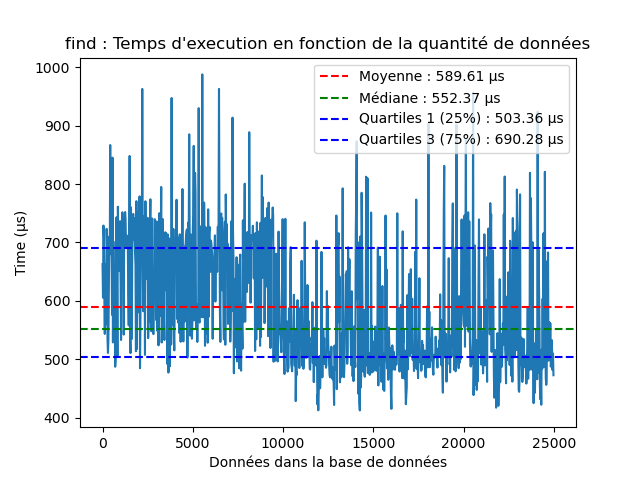 find : Temps d'execution en fonction de la quantité de données
Moyenne : 589.61 µs
Médiane : 552.37 µs
Quartiles 1 (25%) : 503.36 µs
Quartiles 3 (75%) : 690.28 µs
Time (µs)
1000
900
800
700
600
500
400
0 5000 10000 15000 20000 25000
Données dans la base de données